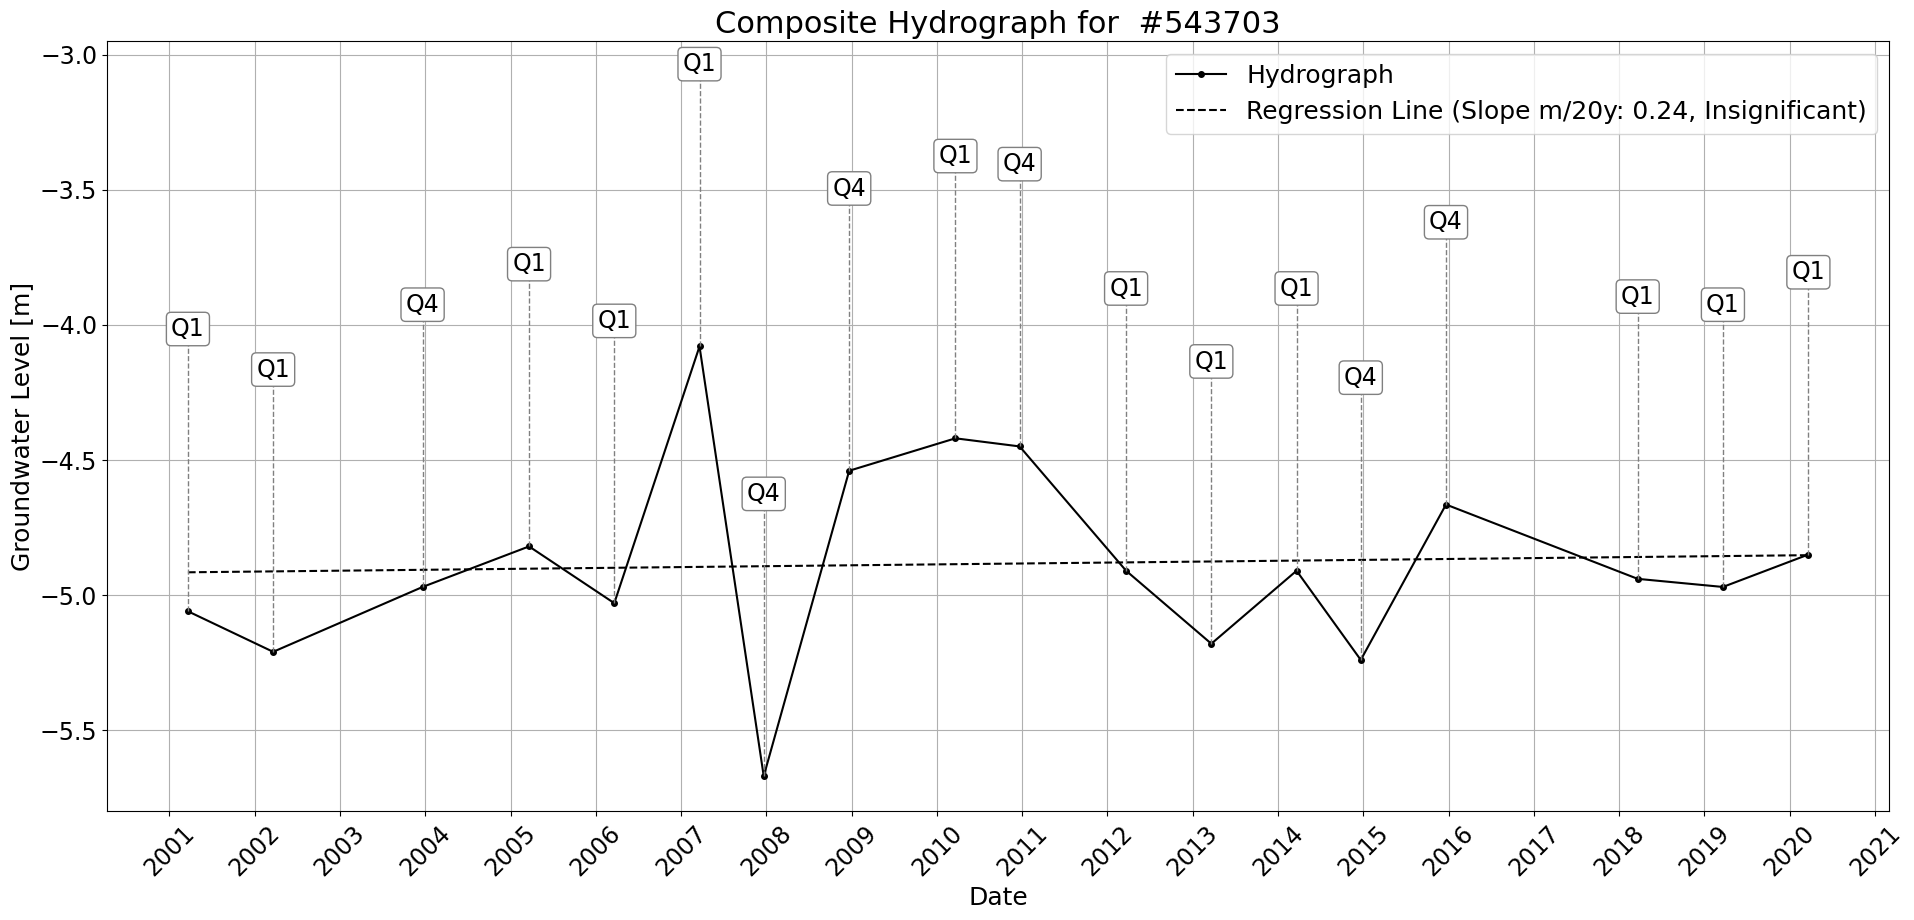 Composite Hydrograph for  #543703
Hydrograph
Regression Line (Slope m/20y: 0.24, Insignificant)
Groundwater Level [m]
−3.0
−3.5
−4.0
−4.5
−5.0
−5.5
Q1
Q1
Q4
Q1
Q1
Q1
Q4
Q4
Q1
Q4
Q1
Q1
Q1
Q4
Q4
Q1
Q1
Q1
2001
2002
2003
2004
2005
2006
2007
2008
2009
2010
2011
2012
2013
2014
2015
2016
2017
2018
2019
2020
2021
Date